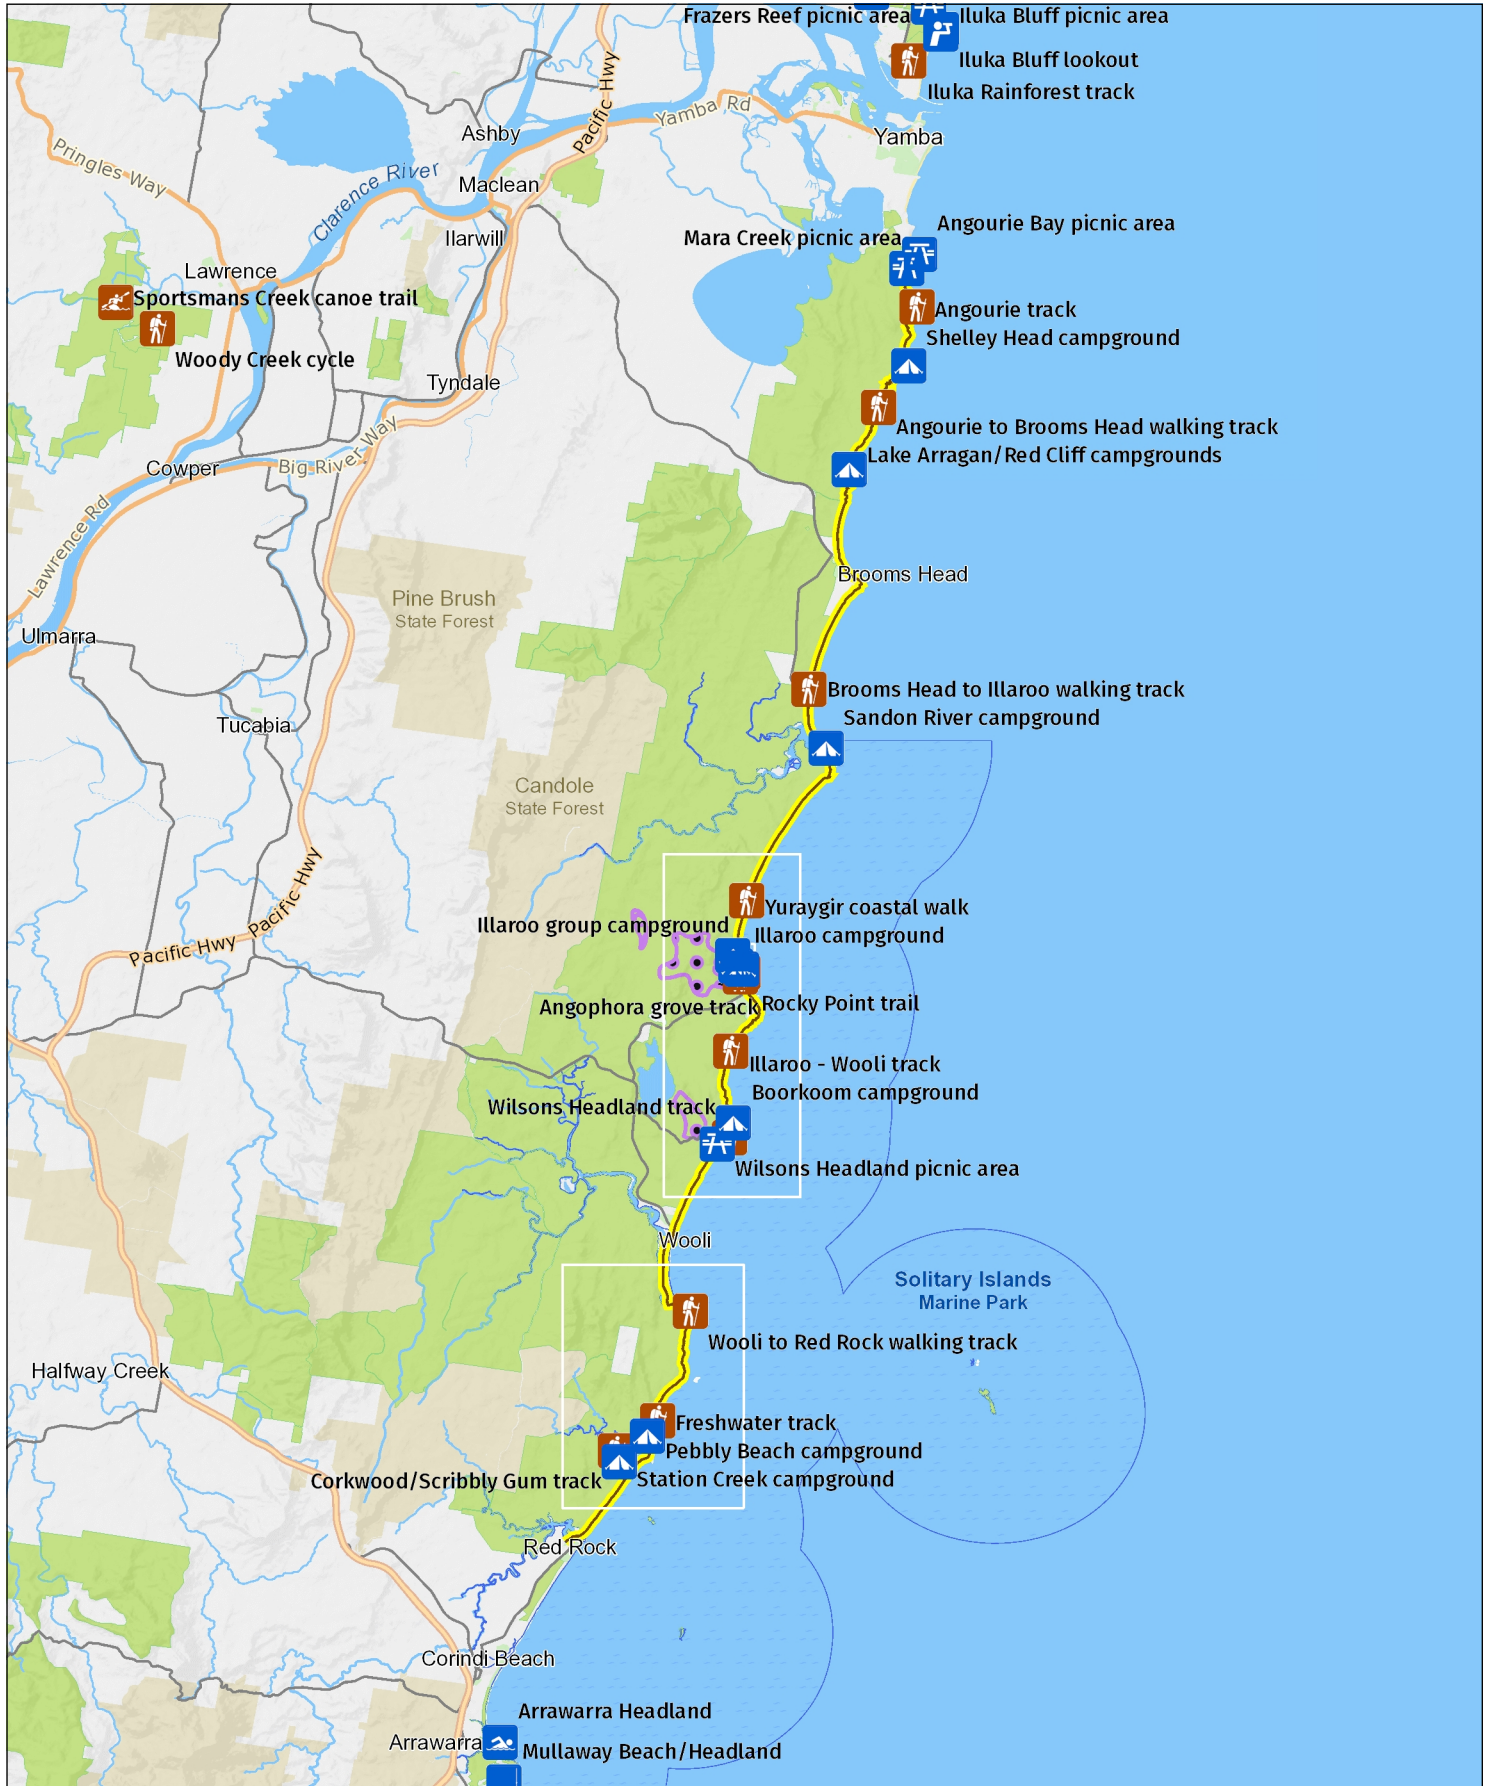 Frazers Reef picnic area
Iluka Bluff picnic area
Iluka Bluff lookout
Iluka Rainforest track
Pacific Hwy
Yamba Rd
Ashby
Yamba
Pringles Way
Clarence River
Maclean
Ilarwill
Angourie Bay picnic area
Mara Creek picnic area
Lawrence
Sportsmans Creek canoe trail
Angourie track
Shelley Head campground
Woody Creek cycle
Tyndale
Angourie to Brooms Head walking track
Big River Way
Lake Arragan/Red Cliff campgrounds
Cowper
Lawrence Rd
Brooms Head
Pine Brush
State Forest
Ulmarra
Brooms Head to Illaroo walking track
Sandon River campground
Tucabia
Candole
State Forest
Pacific Hwy
Pacific Hwy
Yuraygir coastal walk
Illaroo group campground
Illaroo campground
Angophora grove track
Rocky Point trail
Illaroo - Wooli track
Boorkoom campground
Wilsons Headland track
Wilsons Headland picnic area
Wooli
Solitary Islands
Marine Park
Wooli to Red Rock walking track
Halfway Creek
Freshwater track
Pebbly Beach campground
Corkwood/Scribbly Gum track
Station Creek campground
Red Rock
Corindi Beach
Arrawarra Headland
Arrawarra
Mullaway Beach/Headland